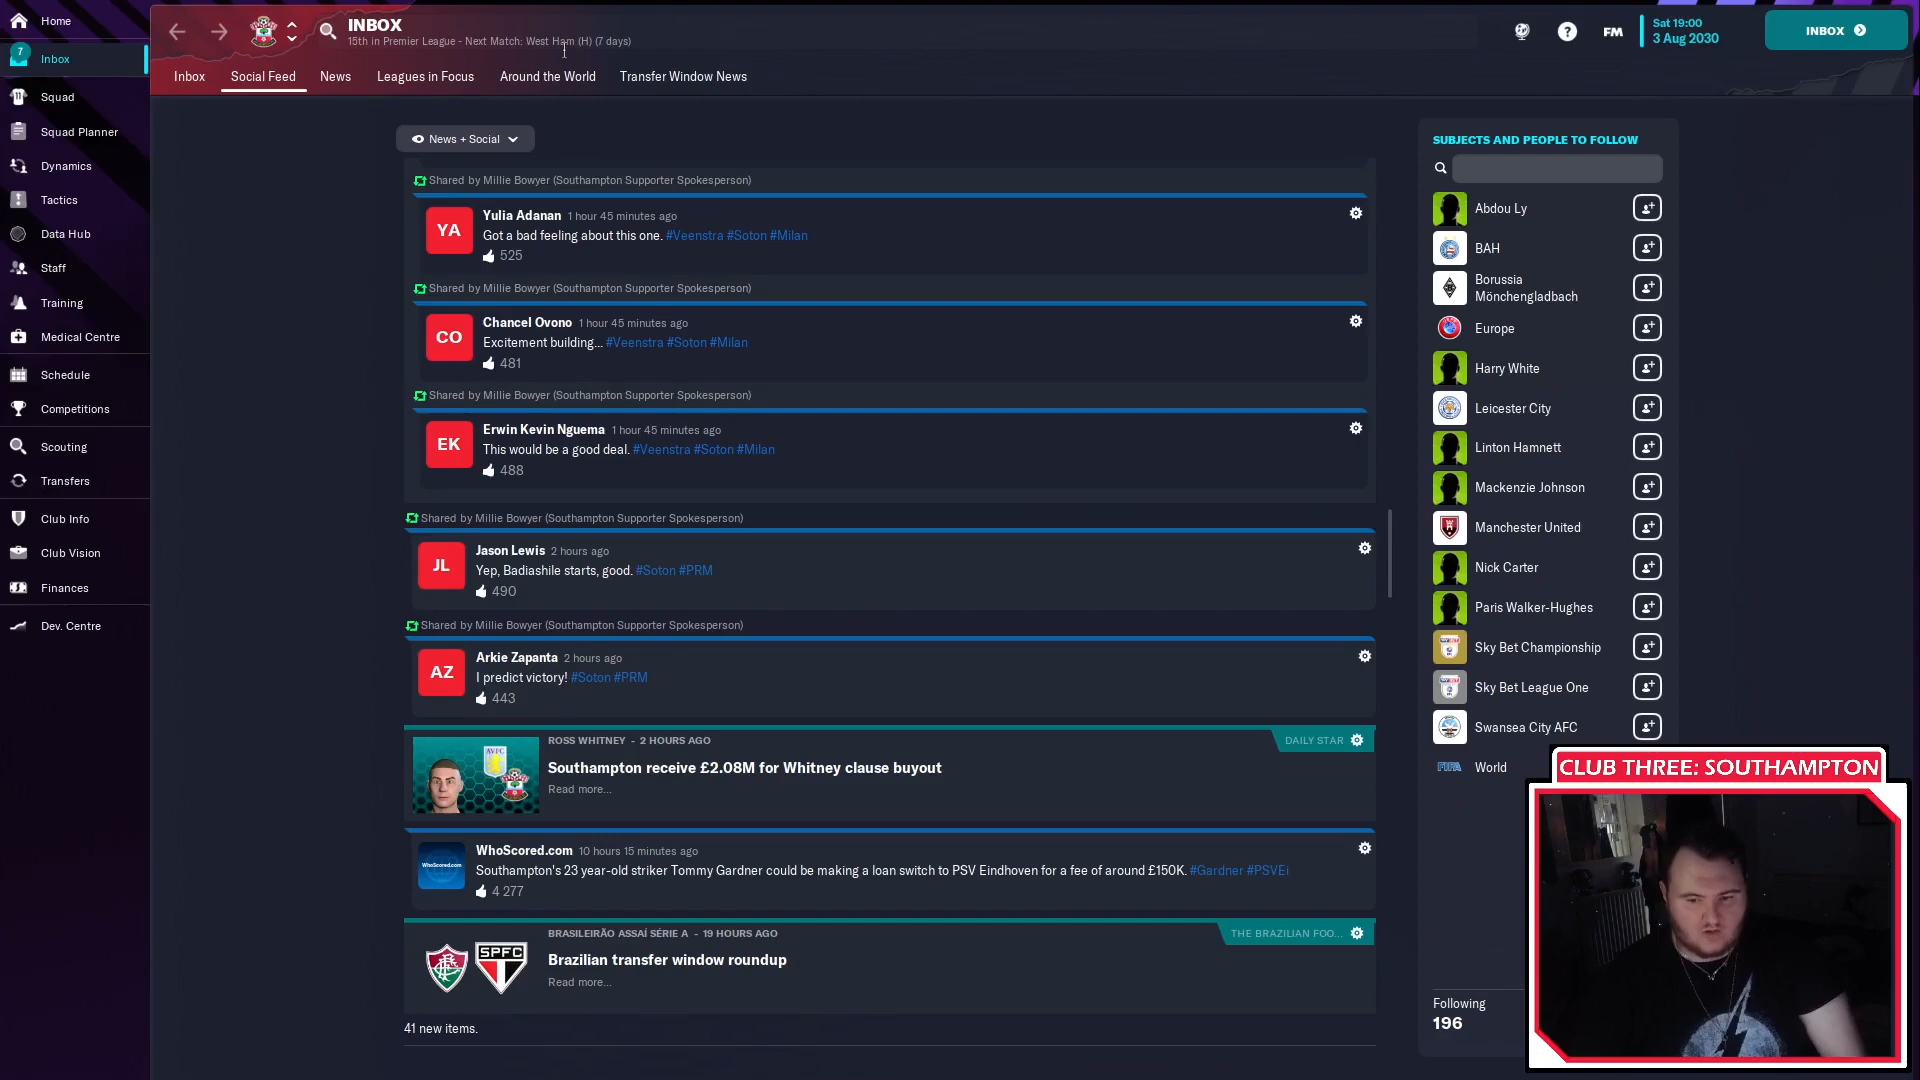 Home
7
Inbox
Squad
Squad Planner
Dynamics
Tactics
Data Hub
Staff
Training
Medical Centre
Schedule
Competitions
Scouting
Transfers
Club Info
Club Vision
Finances
Dev. Centre
INBOX
15th in Premier League - Next Match: West Ham (H) (7 days)
FM
Sat 19:00
3 Aug 2030
INBOX
Inbox
Social Feed
News
Leagues in Focus
Around the World
Transfer Window News
News + Social
Shared by Millie Bowyer (Southampton Supporter Spokesperson)
YA
Yulia Adanan 1 hour 45 minutes ago
Got a bad feeling about this one. #Veenstra #Soton #Milan
525
Shared by Millie Bowyer (Southampton Supporter Spokesperson)
CO
Chancel Ovono 1 hour 45 minutes ago
Excitement building... #Veenstra #Soton #Milan
481
Shared by Millie Bowyer (Southampton Supporter Spokesperson)
EK
Erwin Kevin Nguema 1 hour 45 minutes ago
This would be a good deal. #Veenstra #Soton #Milan
488
Shared by Millie Bowyer (Southampton Supporter Spokesperson)
JL
Jason Lewis 2 hours ago
Yep, Badiashile starts, good. #Soton #PRM
490
Shared by Millie Bowyer (Southampton Supporter Spokesperson)
AZ
Arkie Zapanta 2 hours ago
I predict victory! #Soton #PRM
443
AVFC
ROSS WHITNEY - 2 HOURS AGO
DAILY STAR
Southampton receive £2.08M for Whitney clause buyout
Read more...
WhoScored.com
WhoScored.com 10 hours 15 minutes ago
Southampton's 23 year-old striker Tommy Gardner could be making a loan switch to PSV Eindhoven for a fee of around £150K. #Gardner #PSVEi
4 277
SPFC
BRASILEIRÃO ASSAÍ SÉRIE A - 19 HOURS AGO
THE BRAZILIAN FOO...
Brazilian transfer window roundup
Read more...
41 new items.
SUBJECTS AND PEOPLE TO FOLLOW
Abdou Ly
BAH
Borussia
Mönchengladbach
Europe
Harry White
Leicester City
Linton Hamnett
Mackenzie Johnson
Manchester United
Nick Carter
Paris Walker-Hughes
Sky Bet Championship
Sky Bet League One
Swansea City AFC
FIFA
World
Following
196
CLUB THREE: SOUTHAMPTON